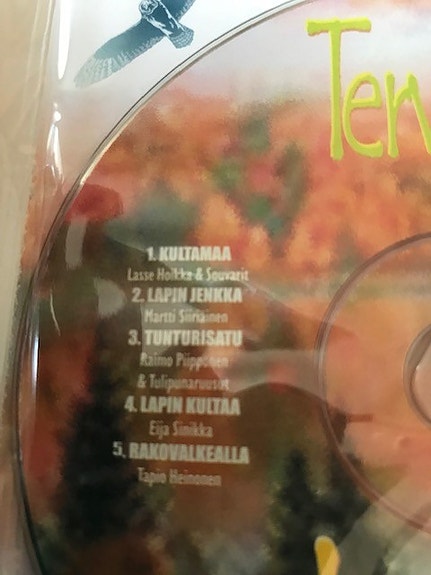 Ten
1. KULTAMAA
Lasse Hoikka & Souvarit
2. LAPIN JENKKA
Martti Siiriäinen
3. TUNTURISATU
Raimo Piipponen
& Tulipunaruusut
4. LAPIN KULTAA
Eija Sinikka
5. RAKOVALKEALLA
Tapio Heinonen